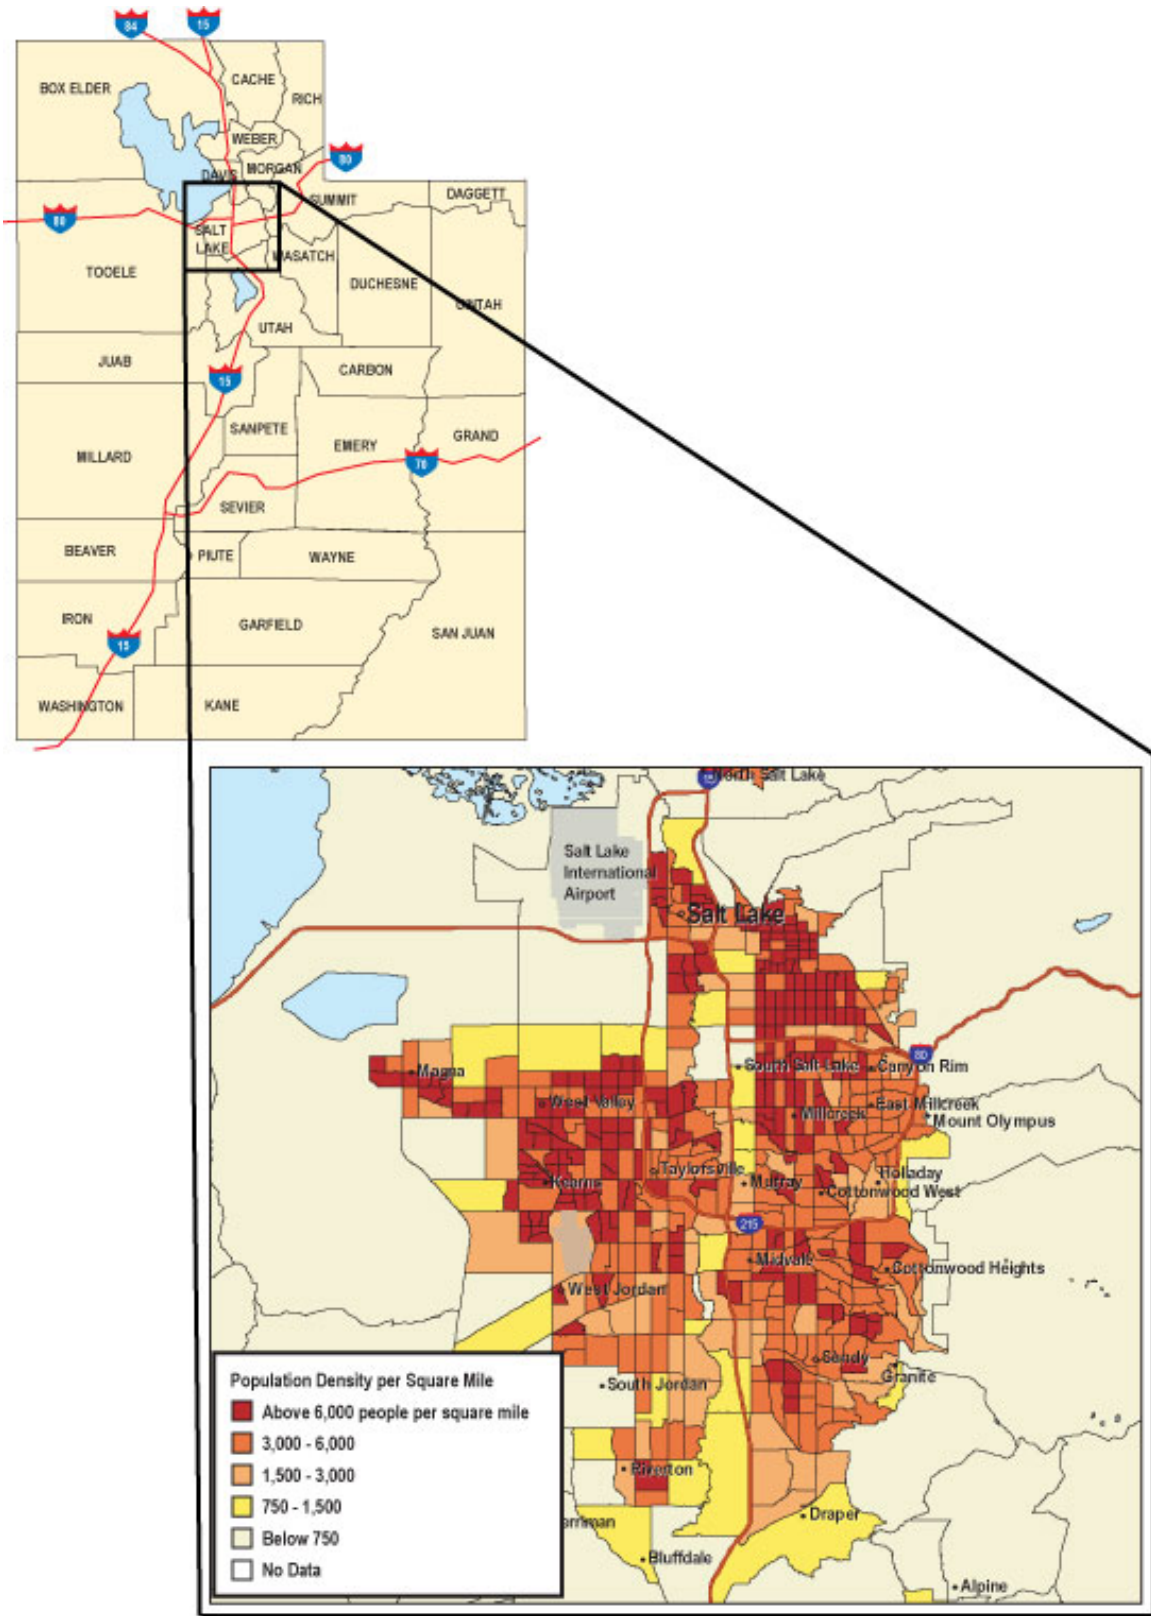 84
15
CACHE
BOX ELDER
RICH
WEBER
MORGAN
80
DAVIS
SUMMIT
DAGGETT
80
SALT
LAKE
WASATCH
TOOELE
DUCHESNE
UINTAH
UTAH
JUAB
CARBON
15
SANPETE
EMERY
GRAND
MILLARD
70
SEVIER
BEAVER
PIUTE
WAYNE
IRON
GARFIELD
SAN JUAN
15
WASHINGTON
KANE
North Salt Lake
Salt Lake
International
Airport
Salt Lake
80
Magna
South Salt Lake
Canyon Rim
West Valley
Millcreek
East Millcreek
Mount Olympus
Taylorsville
Holladay
Kearns
Murray
Cottonwood West
215
Midvale
Cottonwood Heights
West Jordan
Sandy
Granite
South Jordan
Riverton
Draper
erriman
Bluffdale
Alpine
Population Density per Square Mile
Above 6,000 people per square mile
3,000 - 6,000
1,500 - 3,000
750 - 1,500
Below 750
No Data